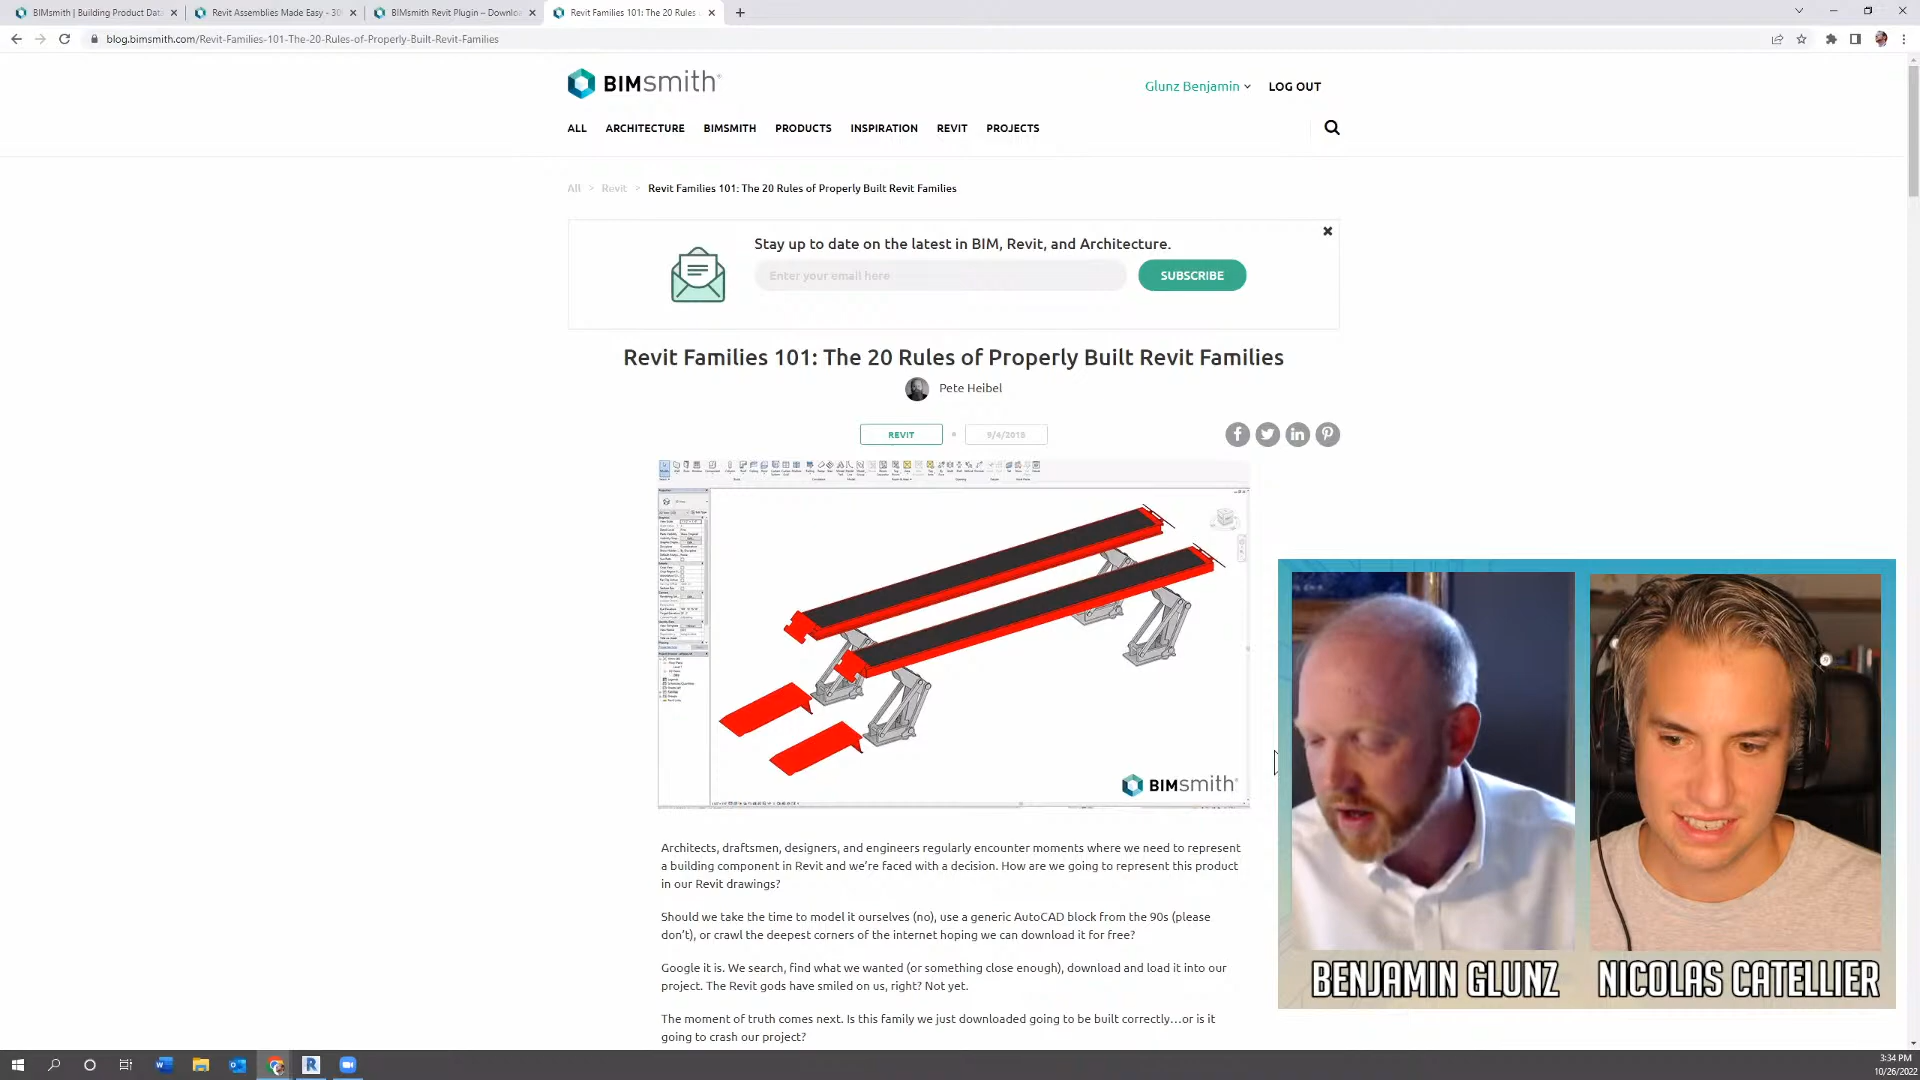 BIMsmith | Building Product Dat
Revit Assemblies Made Easy - 30
BIMsmith Revit Plugin – Downlo
Revit Families 101: The 20 Rules
blog.bimsmith.com/Revit-Families-101-The-20-Rules-of-Properly-Built-Revit-Families
BIMsmith
Glunz Benjamin
LOG OUT
ALL ARCHITECTURE BIMSMITH PRODUCTS INSPIRATION REVIT PROJECTS
All > Revit > Revit Families 101: The 20 Rules of Properly Built Revit Families
Stay up to date on the latest in BIM, Revit, and Architecture.
Enter your email here
SUBSCRIBE
Revit Families 101: The 20 Rules of Properly Built Revit Families
Pete Heibel
REVIT
9/4/2018
BIMsmith
Architects, draftsmen, designers, and engineers regularly encounter moments where we need to represent
a building component in Revit and we're faced with a decision. How are we going to represent this product
in our Revit drawings?
Should we take the time to model it ourselves (no), use a generic AutoCAD block from the 90s (please
don't), or crawl the deepest corners of the internet hoping we can download it for free?
Google it is. We search, find what we wanted (or something close enough), download and load it into our
project. The Revit gods have smiled on us, right? Not yet.
The moment of truth comes next. Is this family we just downloaded going to be built correctly…or is it
going to crash our project?
BENJAMIN GLUNZ
NICOLAS CATELLIER
3:34 PM
10/26/2022